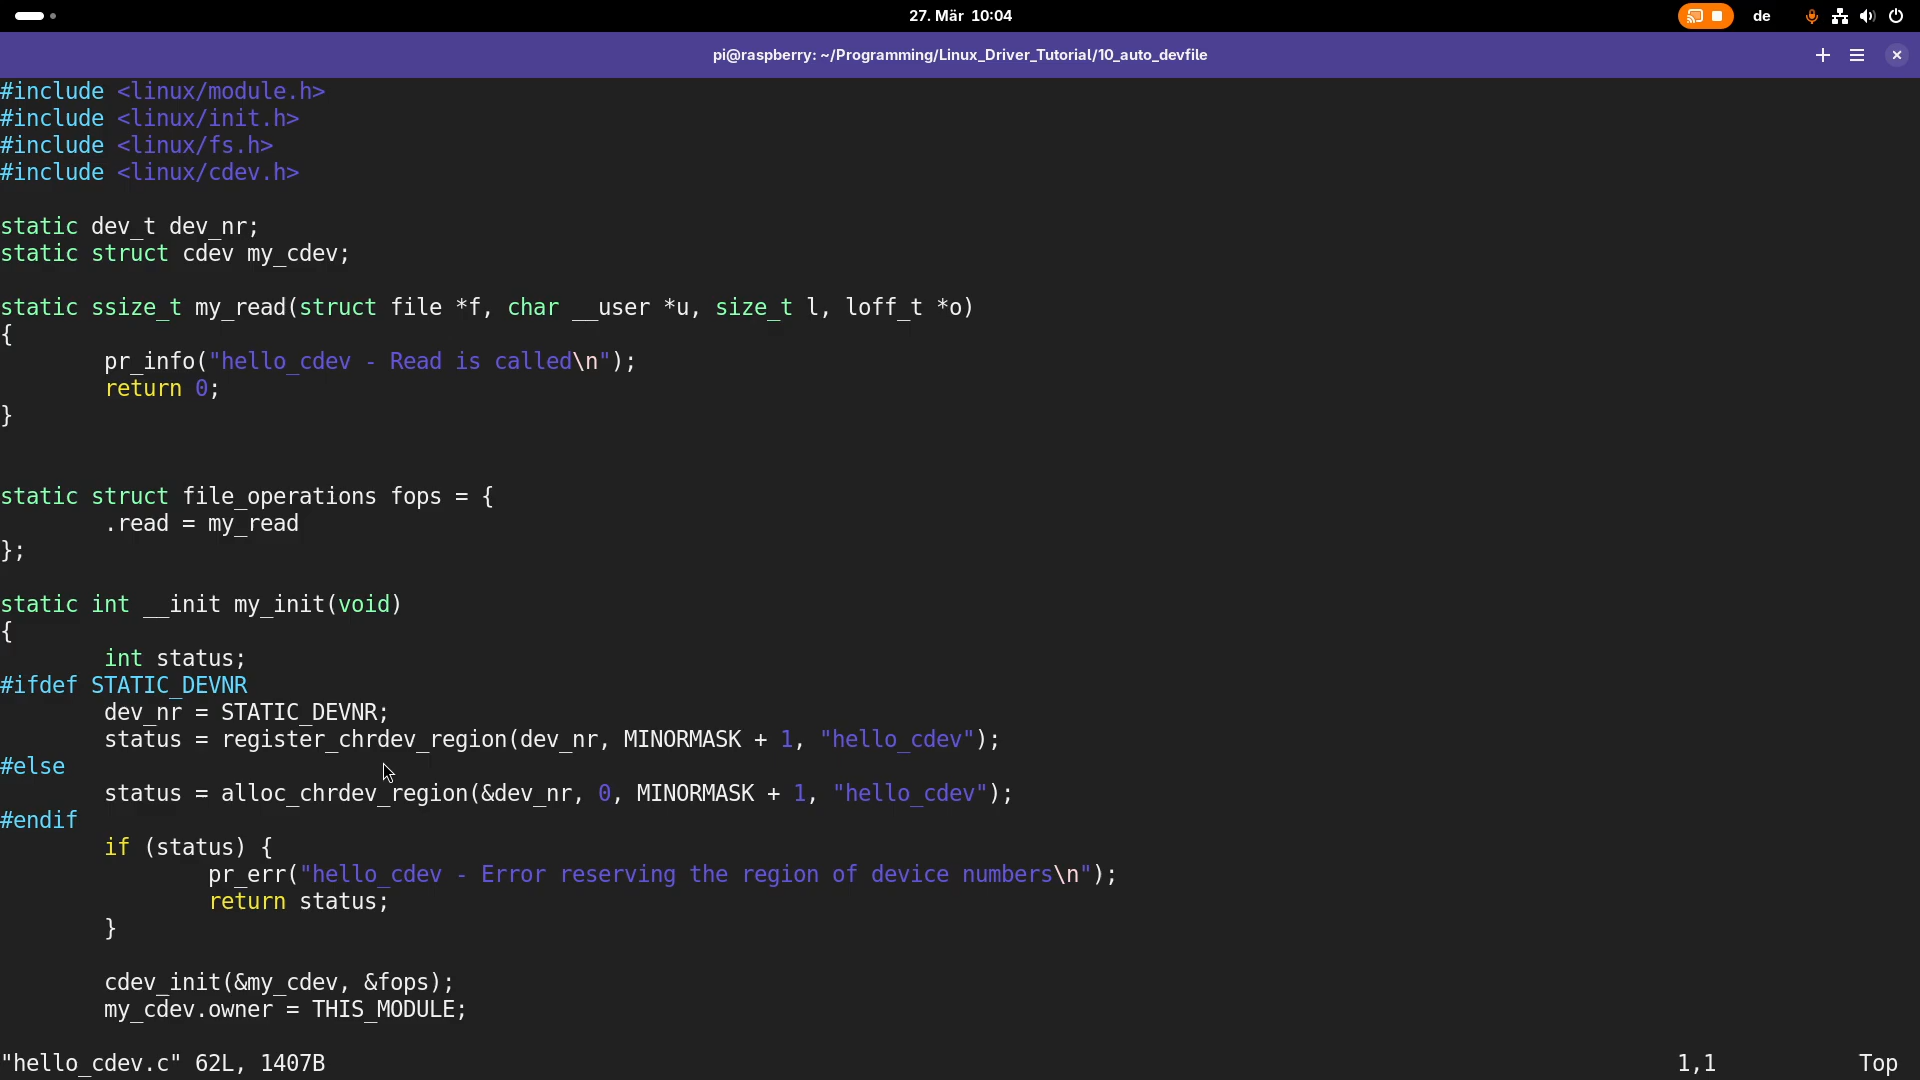 27. Mär 10:04
de
pi@raspberry: ~/Programming/Linux_Driver_Tutorial/10_auto_devfile
#include <linux/module.h>
#include <linux/init.h>
#include <linux/fs.h>
#include <linux/cdev.h>

static dev_t dev_nr;
static struct cdev my_cdev;

static ssize_t my_read(struct file *f, char __user *u, size_t l, loff_t *o)
{
        pr_info("hello_cdev - Read is called\n");
        return 0;
}


static struct file_operations fops = {
        .read = my_read
};

static int __init my_init(void)
{
        int status;
#ifdef STATIC_DEVNR
        dev_nr = STATIC_DEVNR;
        status = register_chrdev_region(dev_nr, MINORMASK + 1, "hello_cdev");
#else
        status = alloc_chrdev_region(&dev_nr, 0, MINORMASK + 1, "hello_cdev");
#endif
        if (status) {
                pr_err("hello_cdev - Error reserving the region of device numbers\n");
                return status;
        }

        cdev_init(&my_cdev, &fops);
        my_cdev.owner = THIS_MODULE;

"hello_cdev.c" 62L, 1407B 1,1 Top